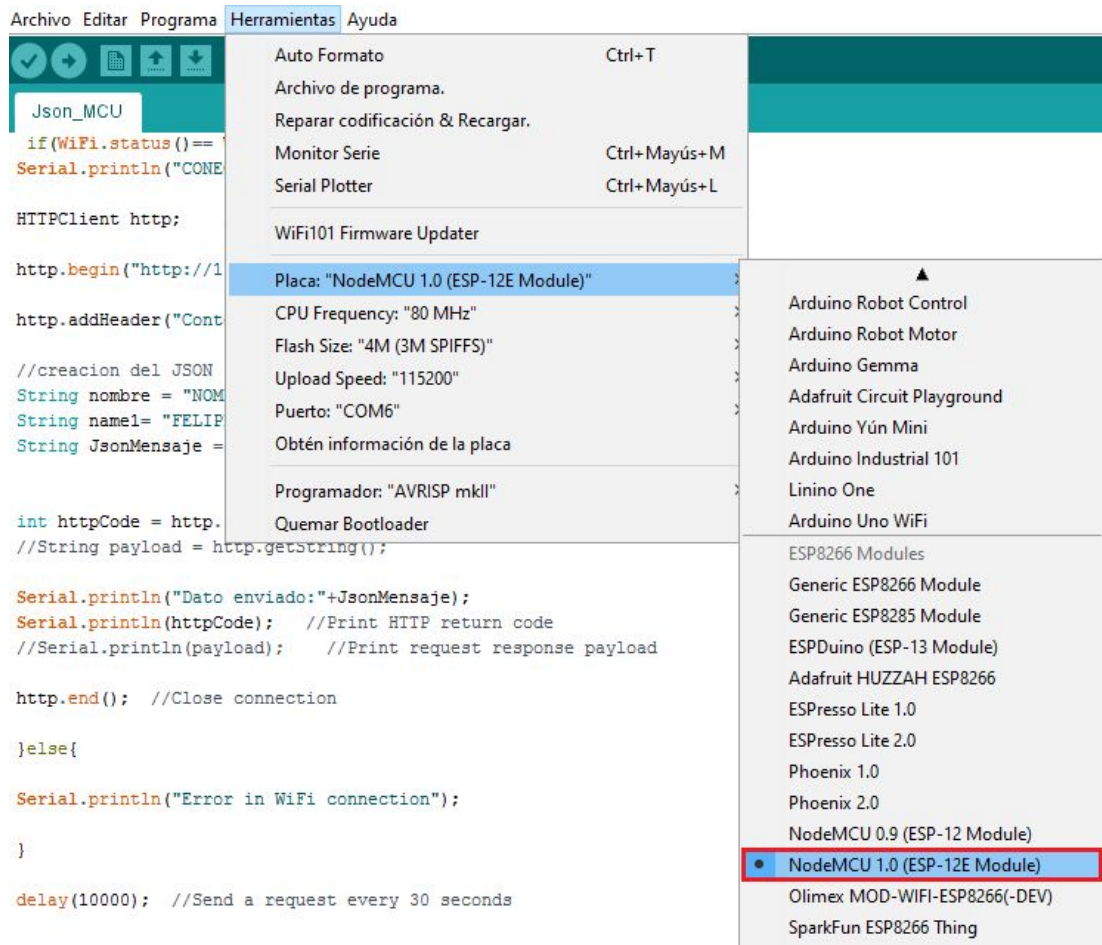 Archivo Editar Programa Herramientas Ayuda
Json_MCU
if(WiFi.status()==
Serial.println("CONE
HTTPClient http;
http.begin("http://1
http.addHeader("Cont
//creacion del JSON
String nombre = "NOM
String name1= "FELIP
String JsonMensaje =
int httpCode = http.
//String payload = http.getString();
Serial.println("Dato enviado:"+JsonMensaje);
Serial.println(httpCode);   //Print HTTP return code
//Serial.println(payload);    //Print request response payload
http.end();  //Close connection
}else{
Serial.println("Error in WiFi connection");
}
delay(10000);  //Send a request every 30 seconds
Auto Formato Ctrl+T
Archivo de programa.
Reparar codificación & Recargar.
Monitor Serie Ctrl+Mayús+M
Serial Plotter Ctrl+Mayús+L
WiFi101 Firmware Updater
Placa: "NodeMCU 1.0 (ESP-12E Module)"
CPU Frequency: "80 MHz"
Flash Size: "4M (3M SPIFFS)"
Upload Speed: "115200"
Puerto: "COM6"
Obtén información de la placa
Programador: "AVRISP mkII"
Quemar Bootloader
Arduino Robot Control
Arduino Robot Motor
Arduino Gemma
Adafruit Circuit Playground
Arduino Yún Mini
Arduino Industrial 101
Linino One
Arduino Uno WiFi
ESP8266 Modules
Generic ESP8266 Module
Generic ESP8285 Module
ESPDuino (ESP-13 Module)
Adafruit HUZZAH ESP8266
ESPresso Lite 1.0
ESPresso Lite 2.0
Phoenix 1.0
Phoenix 2.0
NodeMCU 0.9 (ESP-12 Module)
NodeMCU 1.0 (ESP-12E Module)
Olimex MOD-WIFI-ESP8266(-DEV)
SparkFun ESP8266 Thing